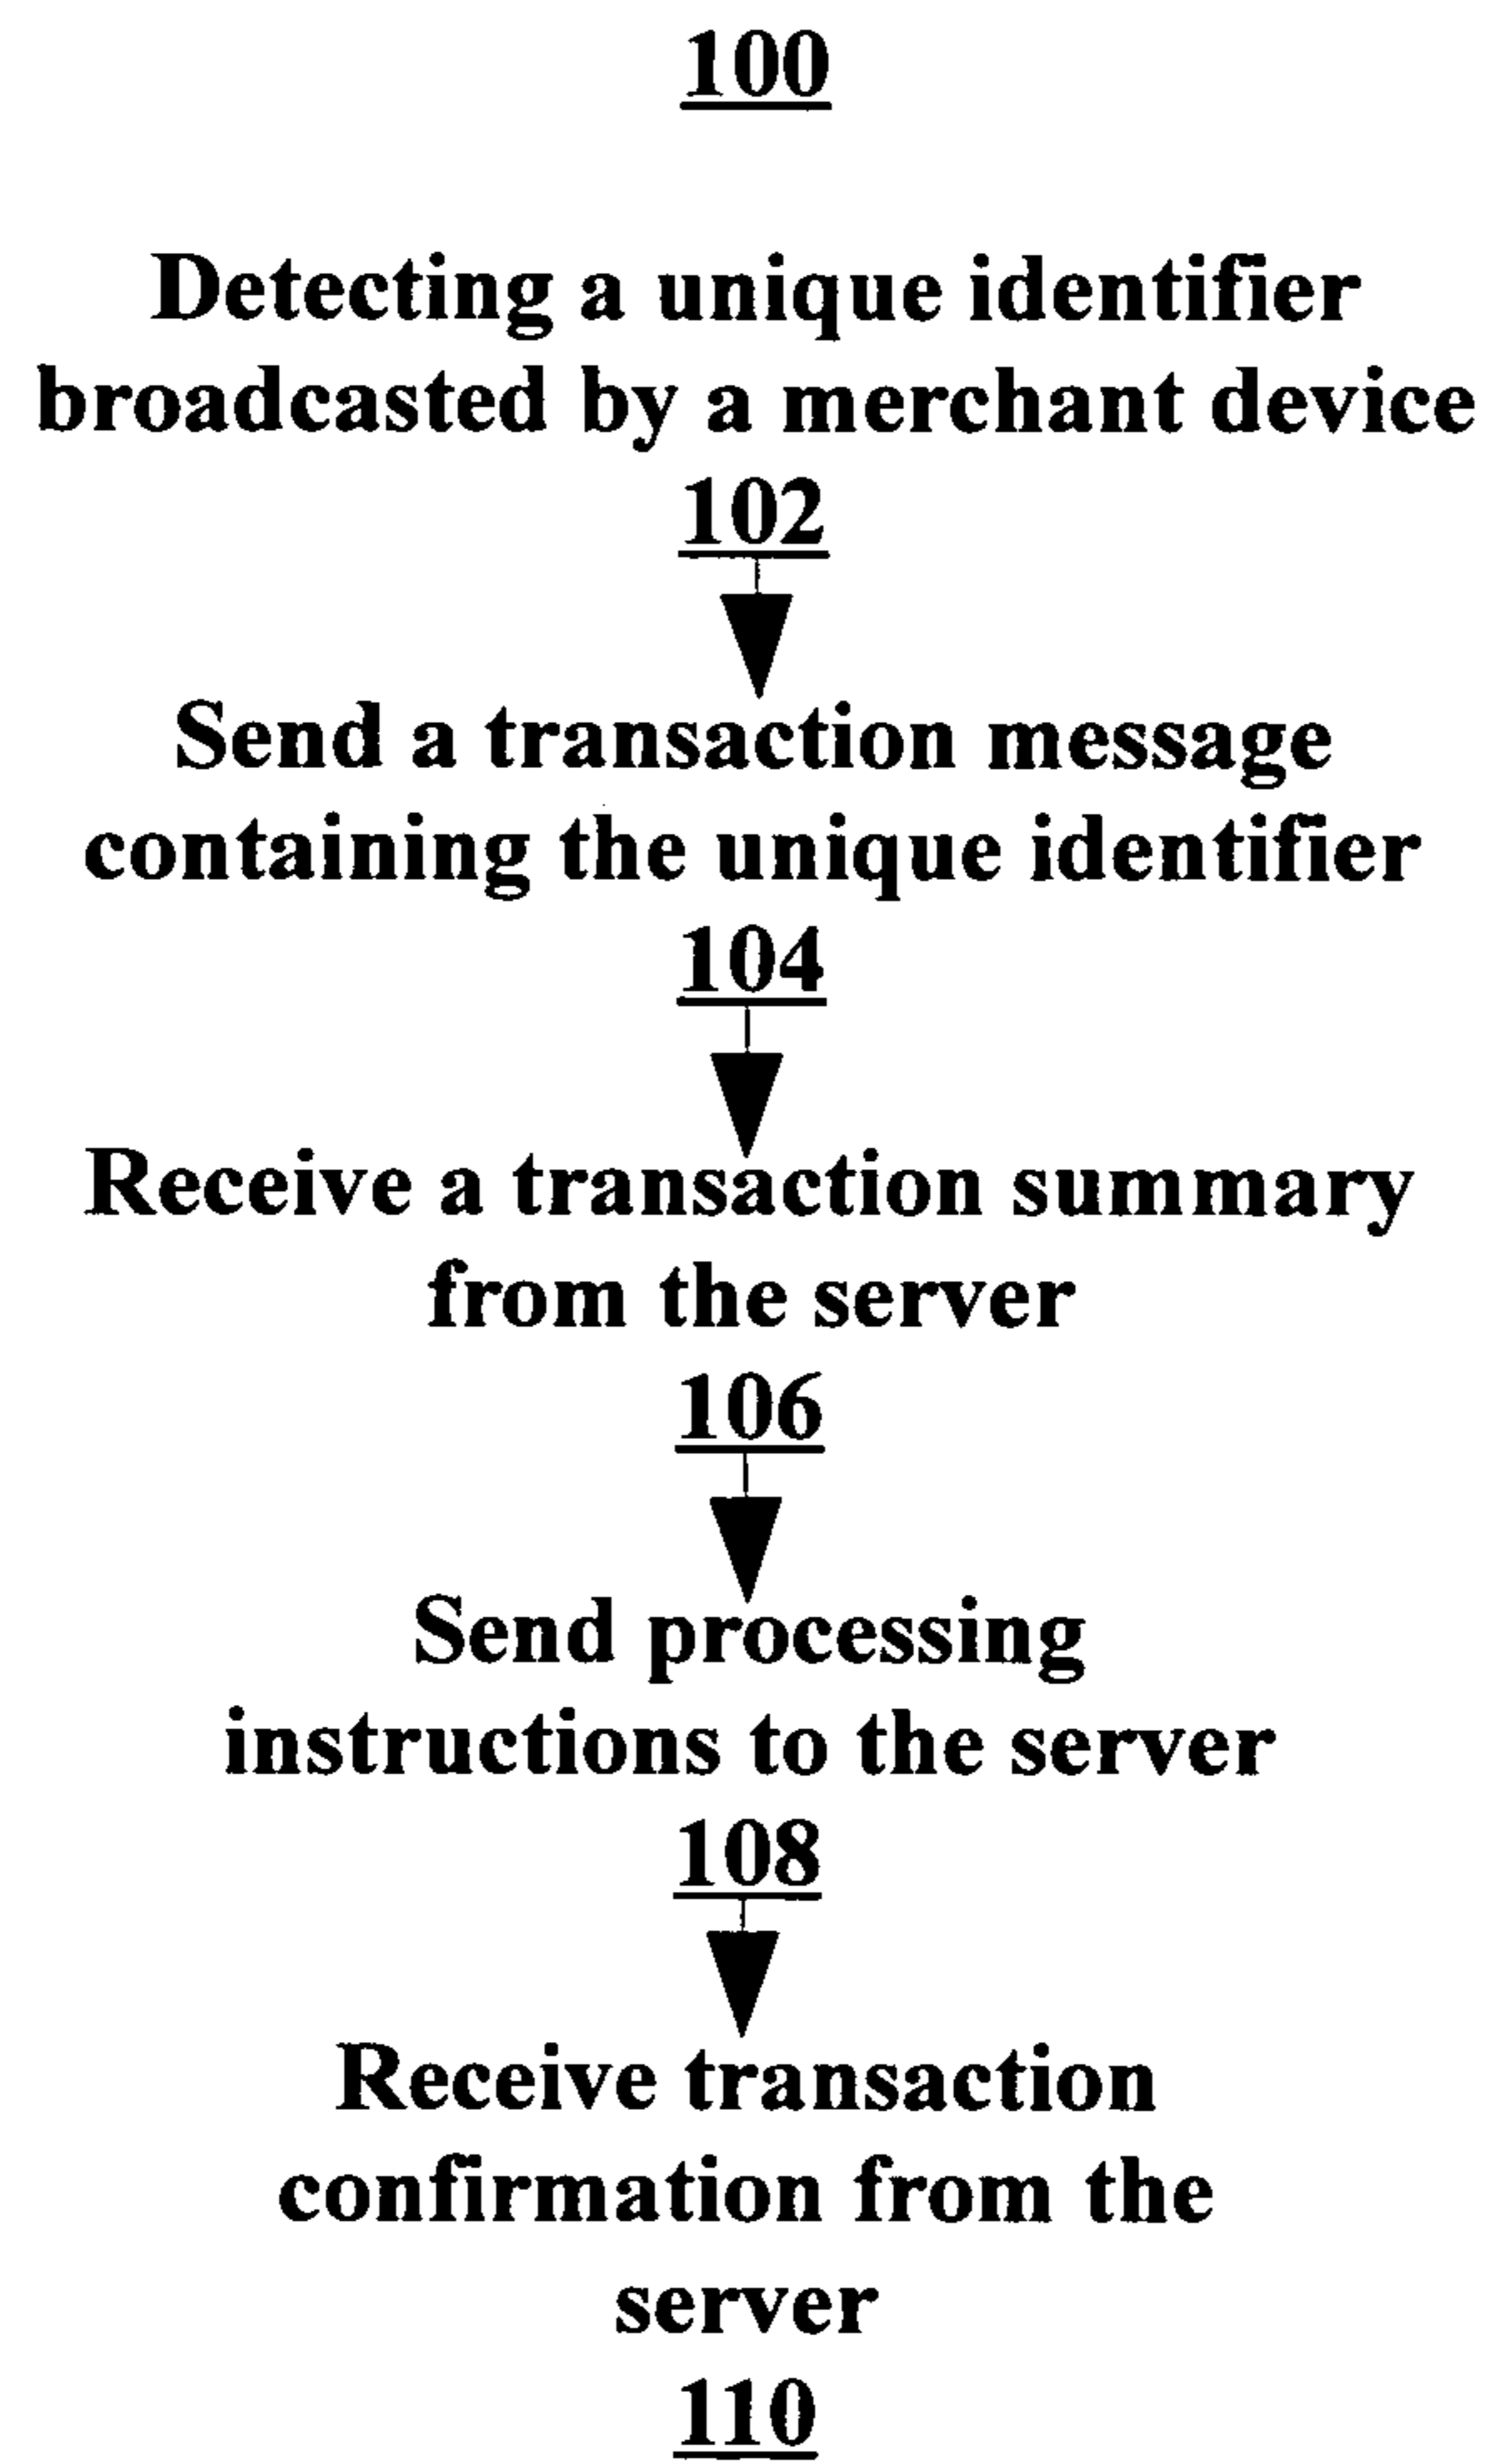 100
Detecting a unique identifier
broadcasted by a merchant device
102
Send a transaction message
containing the unique identifier
104
Receive a transaction summary
from the server
106
Send processing
instructions to the server
108
Receive transaction
confirmation from the
server
110